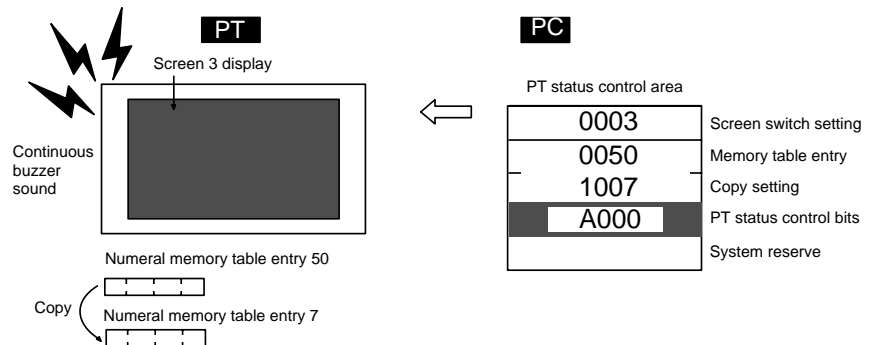 PT
Screen 3 display
Continuous
buzzer
sound
Numeral memory table entry 50
Copy
Numeral memory table entry 7
PC
PT status control area
0003 Screen switch setting
0050 Memory table entry
1007 Copy setting
A000 PT status control bits
System reserve